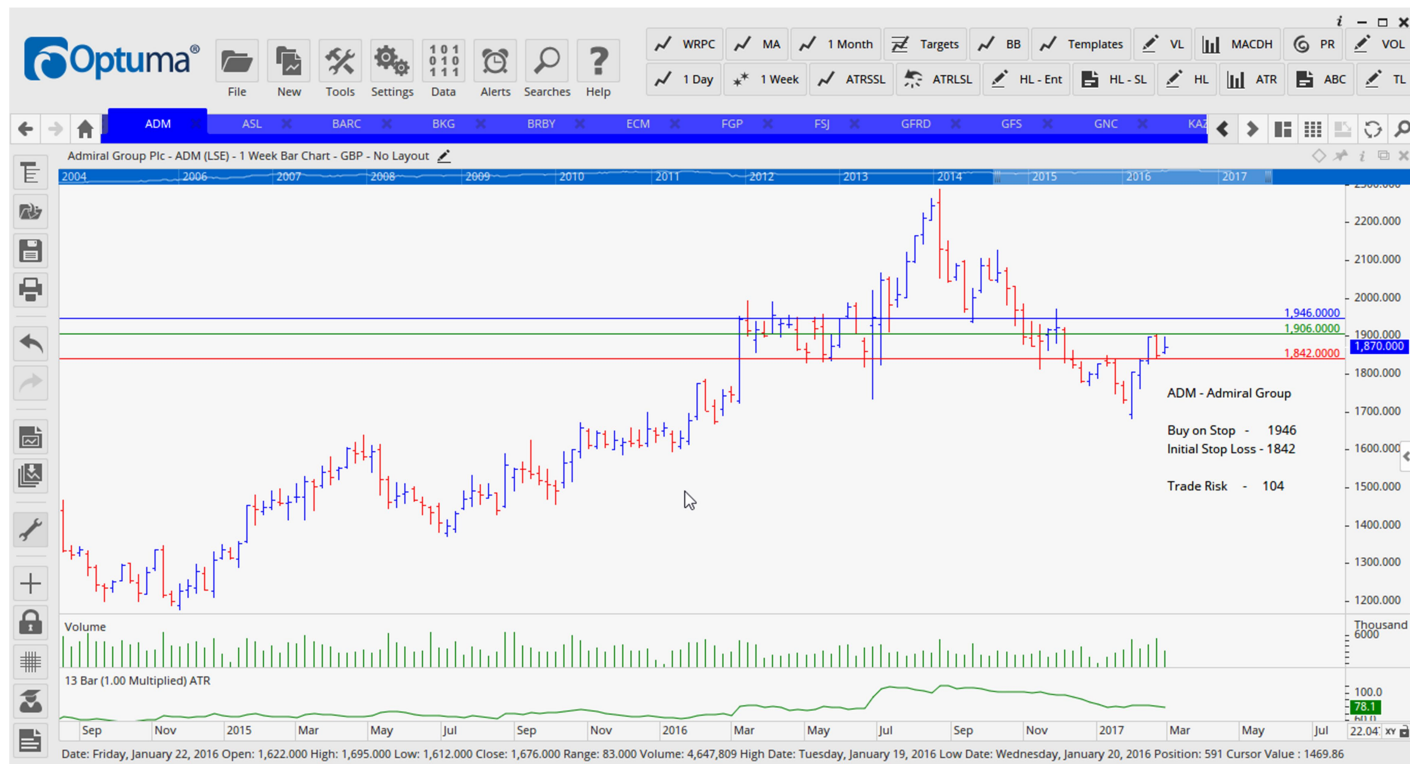 Optuma®
File New Tools Settings Data Alerts Searches Help
WRPC MA 1 Month Targets BB Templates VL MACDH PR VOL
1 Day 1 Week ATRSSL ATRLSL HL - Ent HL - SL HL ATR ABC TL
ADM ASL BARC BKG BRBY ECM FGP FSJ GFRD GFS GNC KAZ
Admiral Group Plc - ADM (LSE) - 1 Week Bar Chart - GBP - No Layout
2004 2006 2007 2008 2009 2010 2011 2012 2013 2014 2015 2016 2017
2300.000
2200.000
2100.000
2000.000
1,946.0000
1,906.0000
1900.000
1,870.000
1,842.0000
1800.000
ADM - Admiral Group
1700.000
Buy on Stop - 1946
Initial Stop Loss - 1842
1600.000
Trade Risk - 104
1500.000
1400.000
1300.000
1200.000
Volume
Thousand
6000
13 Bar (1.00 Multiplied) ATR
100.0
78.1
60.0
Sep Nov 2015 Mar May Jul Sep Nov 2016 Mar May Jul Sep Nov 2017 Mar May Jul 22.04 XY
Date: Friday, January 22, 2016 Open: 1,622.000 High: 1,695.000 Low: 1,612.000 Close: 1,676.000 Range: 83.000 Volume: 4,647,809 High Date: Tuesday, January 19, 2016 Low Date: Wednesday, January 20, 2016 Position: 591 Cursor Value : 1469.86